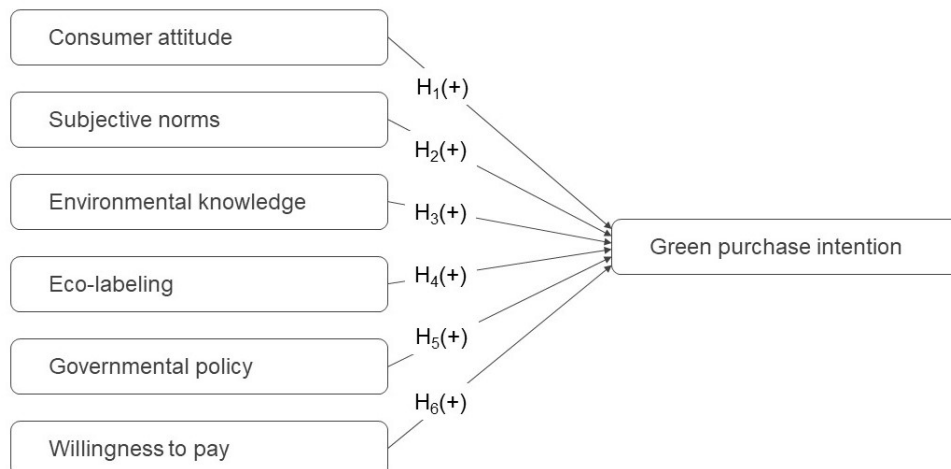 Consumer attitude
H₁(+)
Subjective norms
H₂(+)
Environmental knowledge
H₃(+)
Green purchase intention
Eco-labeling
H₄(+)
Governmental policy
H₅(+)
H₆(+)
Willingness to pay